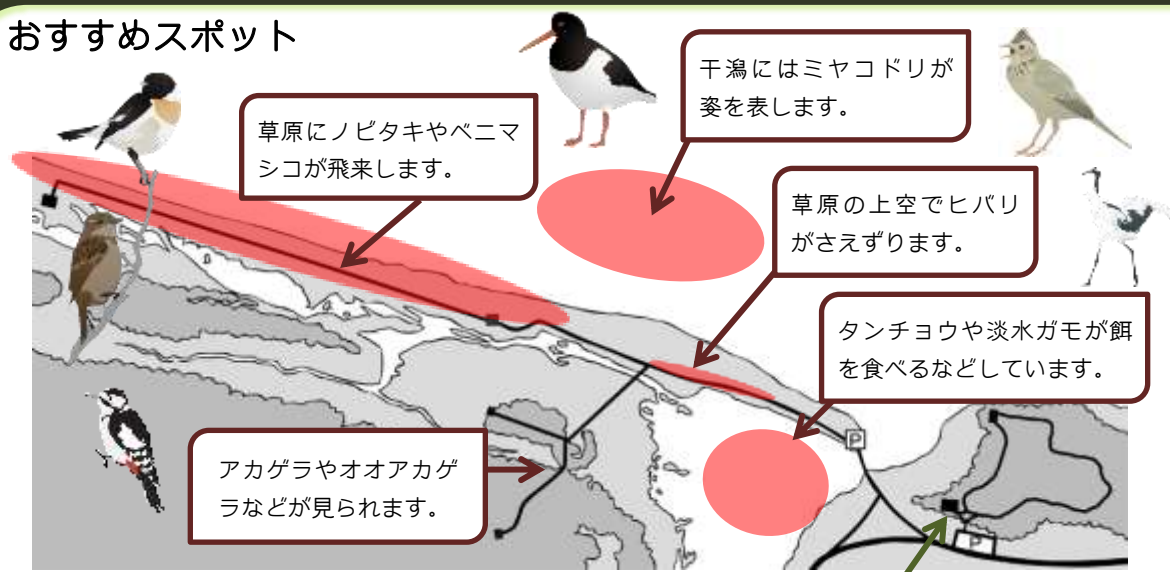 おすすめスポット
干潟にはミヤコドリが
姿を表します。
草原にノビタキやベニマ
シコが飛来します。
草原の上空でヒバリ
がさえずります。
タンチョウや淡水ガモが餌
を食べるなどしています。
P
アカゲラやオオアカゲ
ラなどが見られます。
P